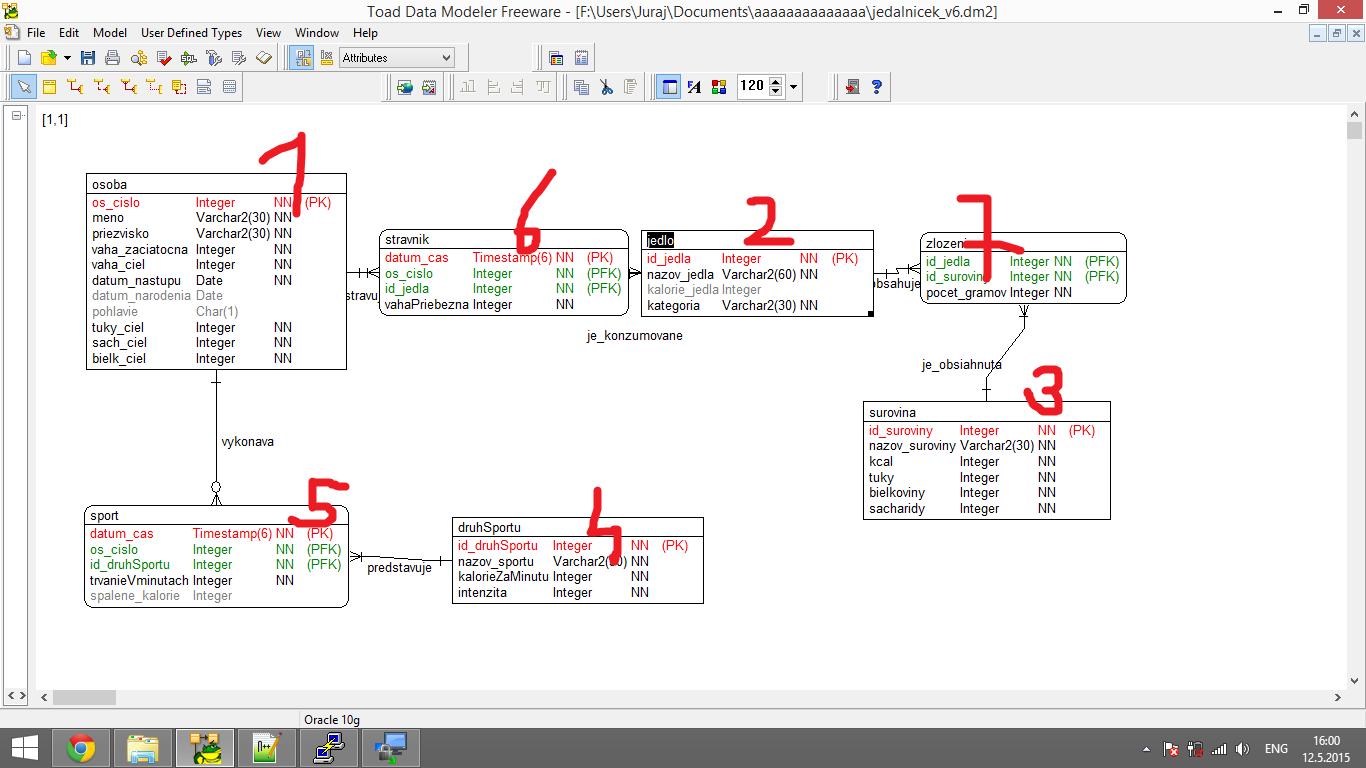 Toad Data Modeler Freeware - [F:\Users\Juraj\Documents\aaaaaaaaaaaaaa\jedalnicek_v6.dm2]
File Edit Model User Defined Types View Window Help
Attributes
120
[1,1]
1
osoba
os_cislo Integer NN (PK)
meno Varchar2(30) NN
priezvisko Varchar2(30) NN
vaha_zaciatocna Integer NN
vaha_ciel Integer NN
datum_nastupu Date NN
datum_narodenia Date
pohlavie Char(1)
tuky_ciel Integer NN
sach_ciel Integer NN
bielk_ciel Integer NN
stravu
6
stravnik
datum_cas Timestamp(6) NN (PK)
os_cislo Integer NN (PFK)
id_jedla Integer NN (PFK)
vahaPriebezna Integer NN
je_konzumovane
2
jedlo
id_jedla Integer NN (PK)
nazov_jedla Varchar2(60) NN
kalorie_jedla Integer
kategoria Varchar2(30) NN
obsahuje
7
zlozeni
id_jedla Integer NN (PFK)
id_surovin Integer NN (PFK)
pocet_gramov Integer NN
je_obsiahnuta
3
surovina
id_suroviny Integer NN (PK)
nazov_suroviny Varchar2(30) NN
kcal Integer NN
tuky Integer NN
bielkoviny Integer NN
sacharidy Integer NN
vykonava
5
sport
datum_cas Timestamp(6) NN (PK)
os_cislo Integer NN (PFK)
id_druhSportu Integer NN (PFK)
trvanieVminutach Integer NN
spalene_kalorie Integer
predstavuje
4
druhSportu
id_druhSportu Integer NN (PK)
nazov_sportu Varchar2(30) NN
kalorieZaMinutu Integer NN
intenzita Integer NN
Oracle 10g
ENG
16:00
12.5.2015